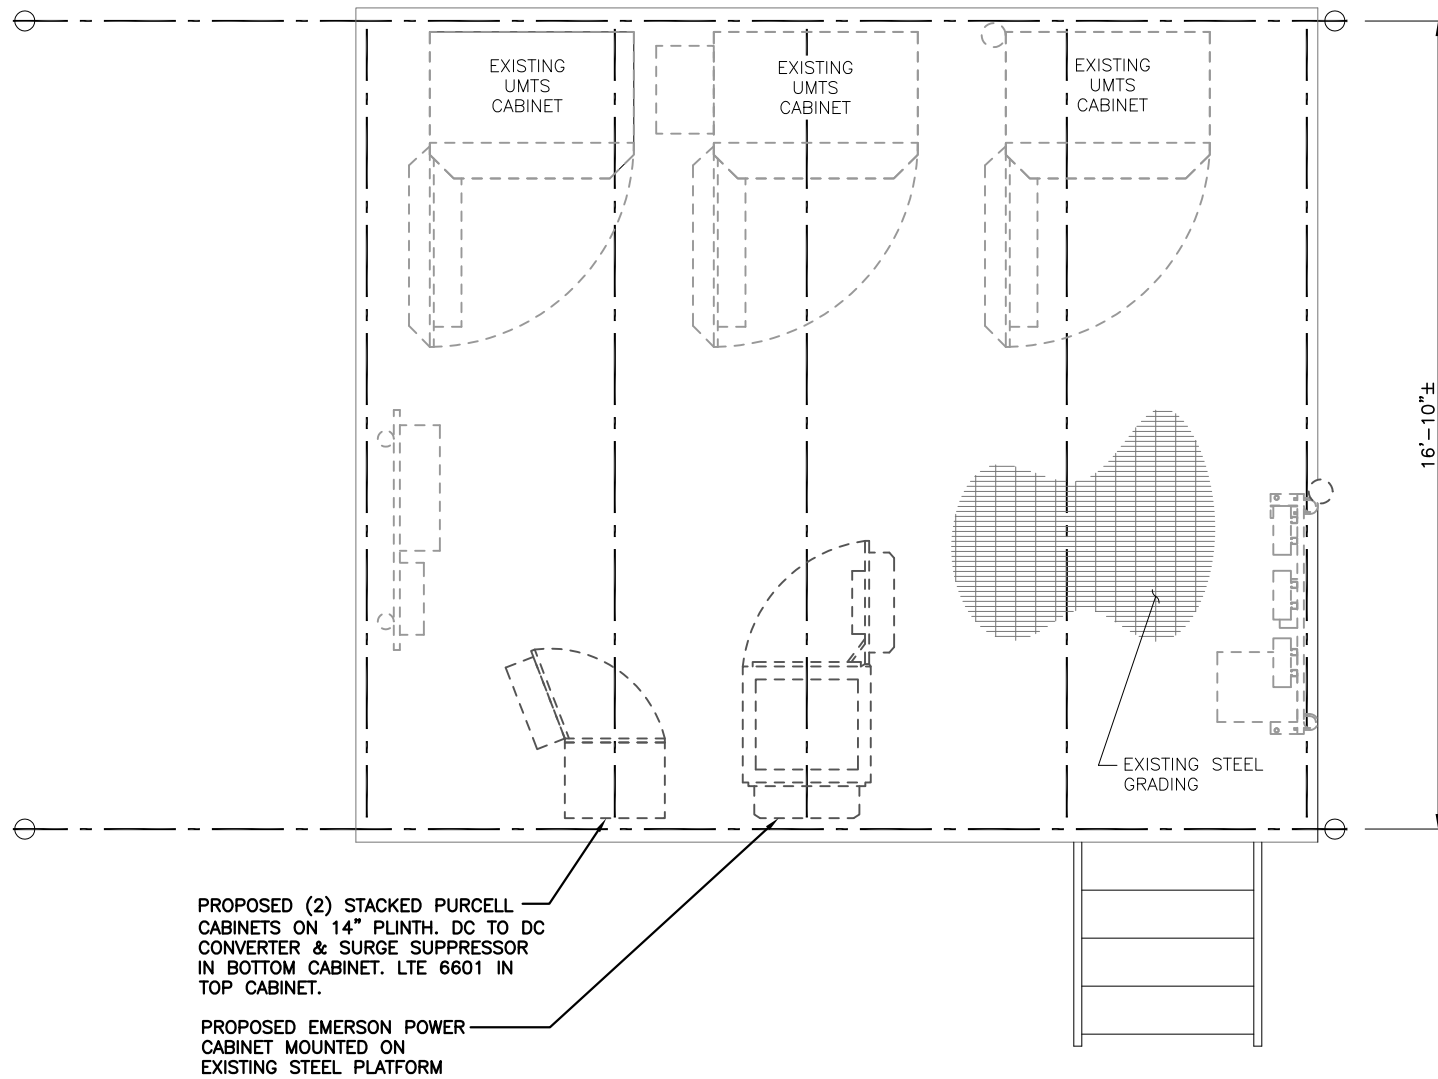 EXISTING
UMTS
CABINET
EXISTING
UMTS
CABINET
EXISTING
UMTS
CABINET
16'-10"±
EXISTING STEEL
GRADING
PROPOSED (2) STACKED PURCELL
CABINETS ON 14" PLINTH. DC TO DC
CONVERTER & SURGE SUPPRESSOR
IN BOTTOM CABINET. LTE 6601 IN
TOP CABINET.
PROPOSED EMERSON POWER
CABINET MOUNTED ON
EXISTING STEEL PLATFORM